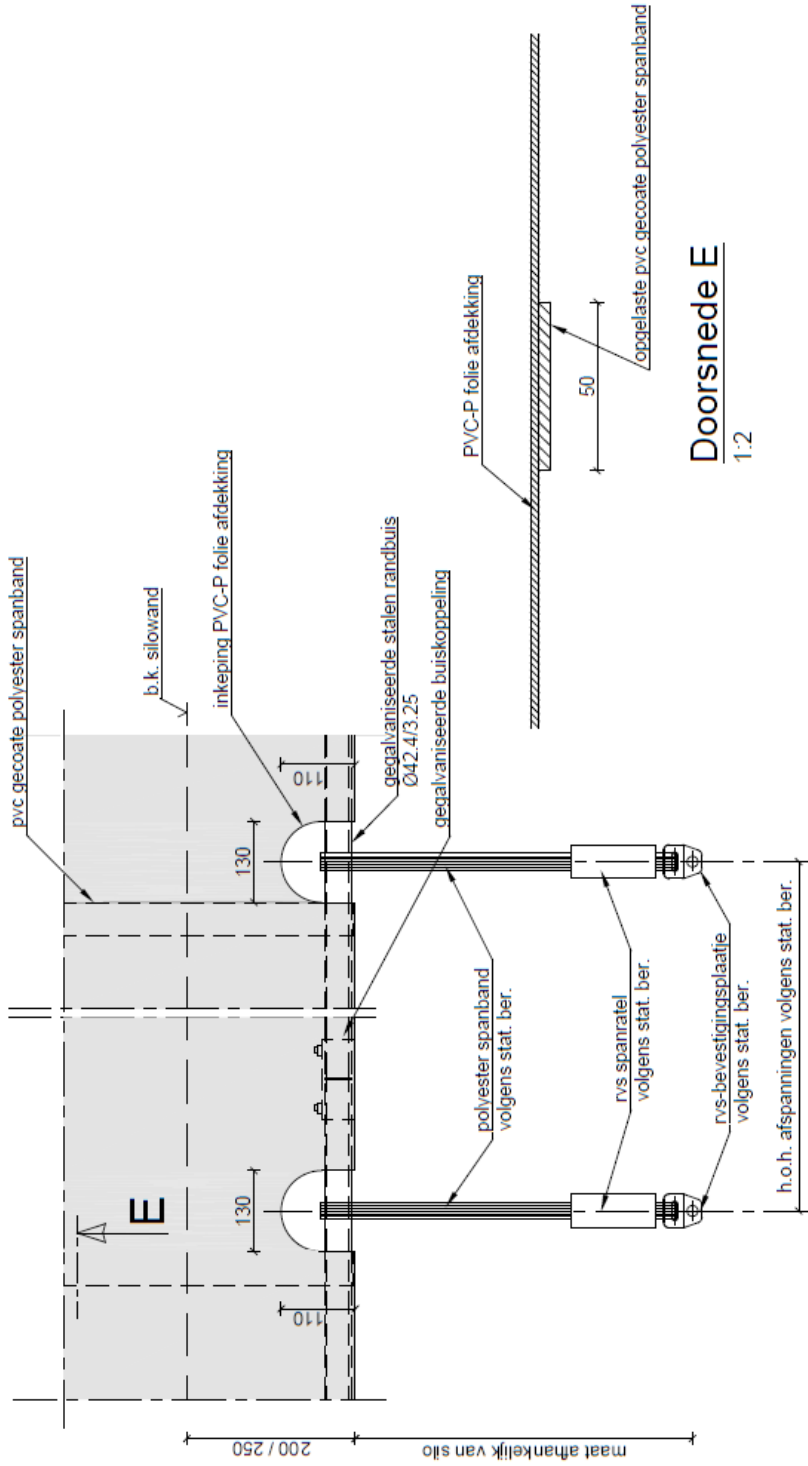 pvc gecoate polyester spanband
b.k. silowand
inkeping PVC-P folie afdekking
gegalvaniseerde stalen randbuis
Ø42.4/3.25
gegalvaniseerde buiskoppeling
E
130
130
110
110
200 / 250
maat afhankelijk van silo
polyester spanband
volgens stat. ber.
rvs spanratel
volgens stat. ber.
rvs-bevestigingsplaatje
volgens stat. ber.
h.o.h. afspanningen volgens stat. ber.
PVC-P folie afdekking
50
opgelaste pvc gecoate polyester spanband
Doorsnede E
1:2